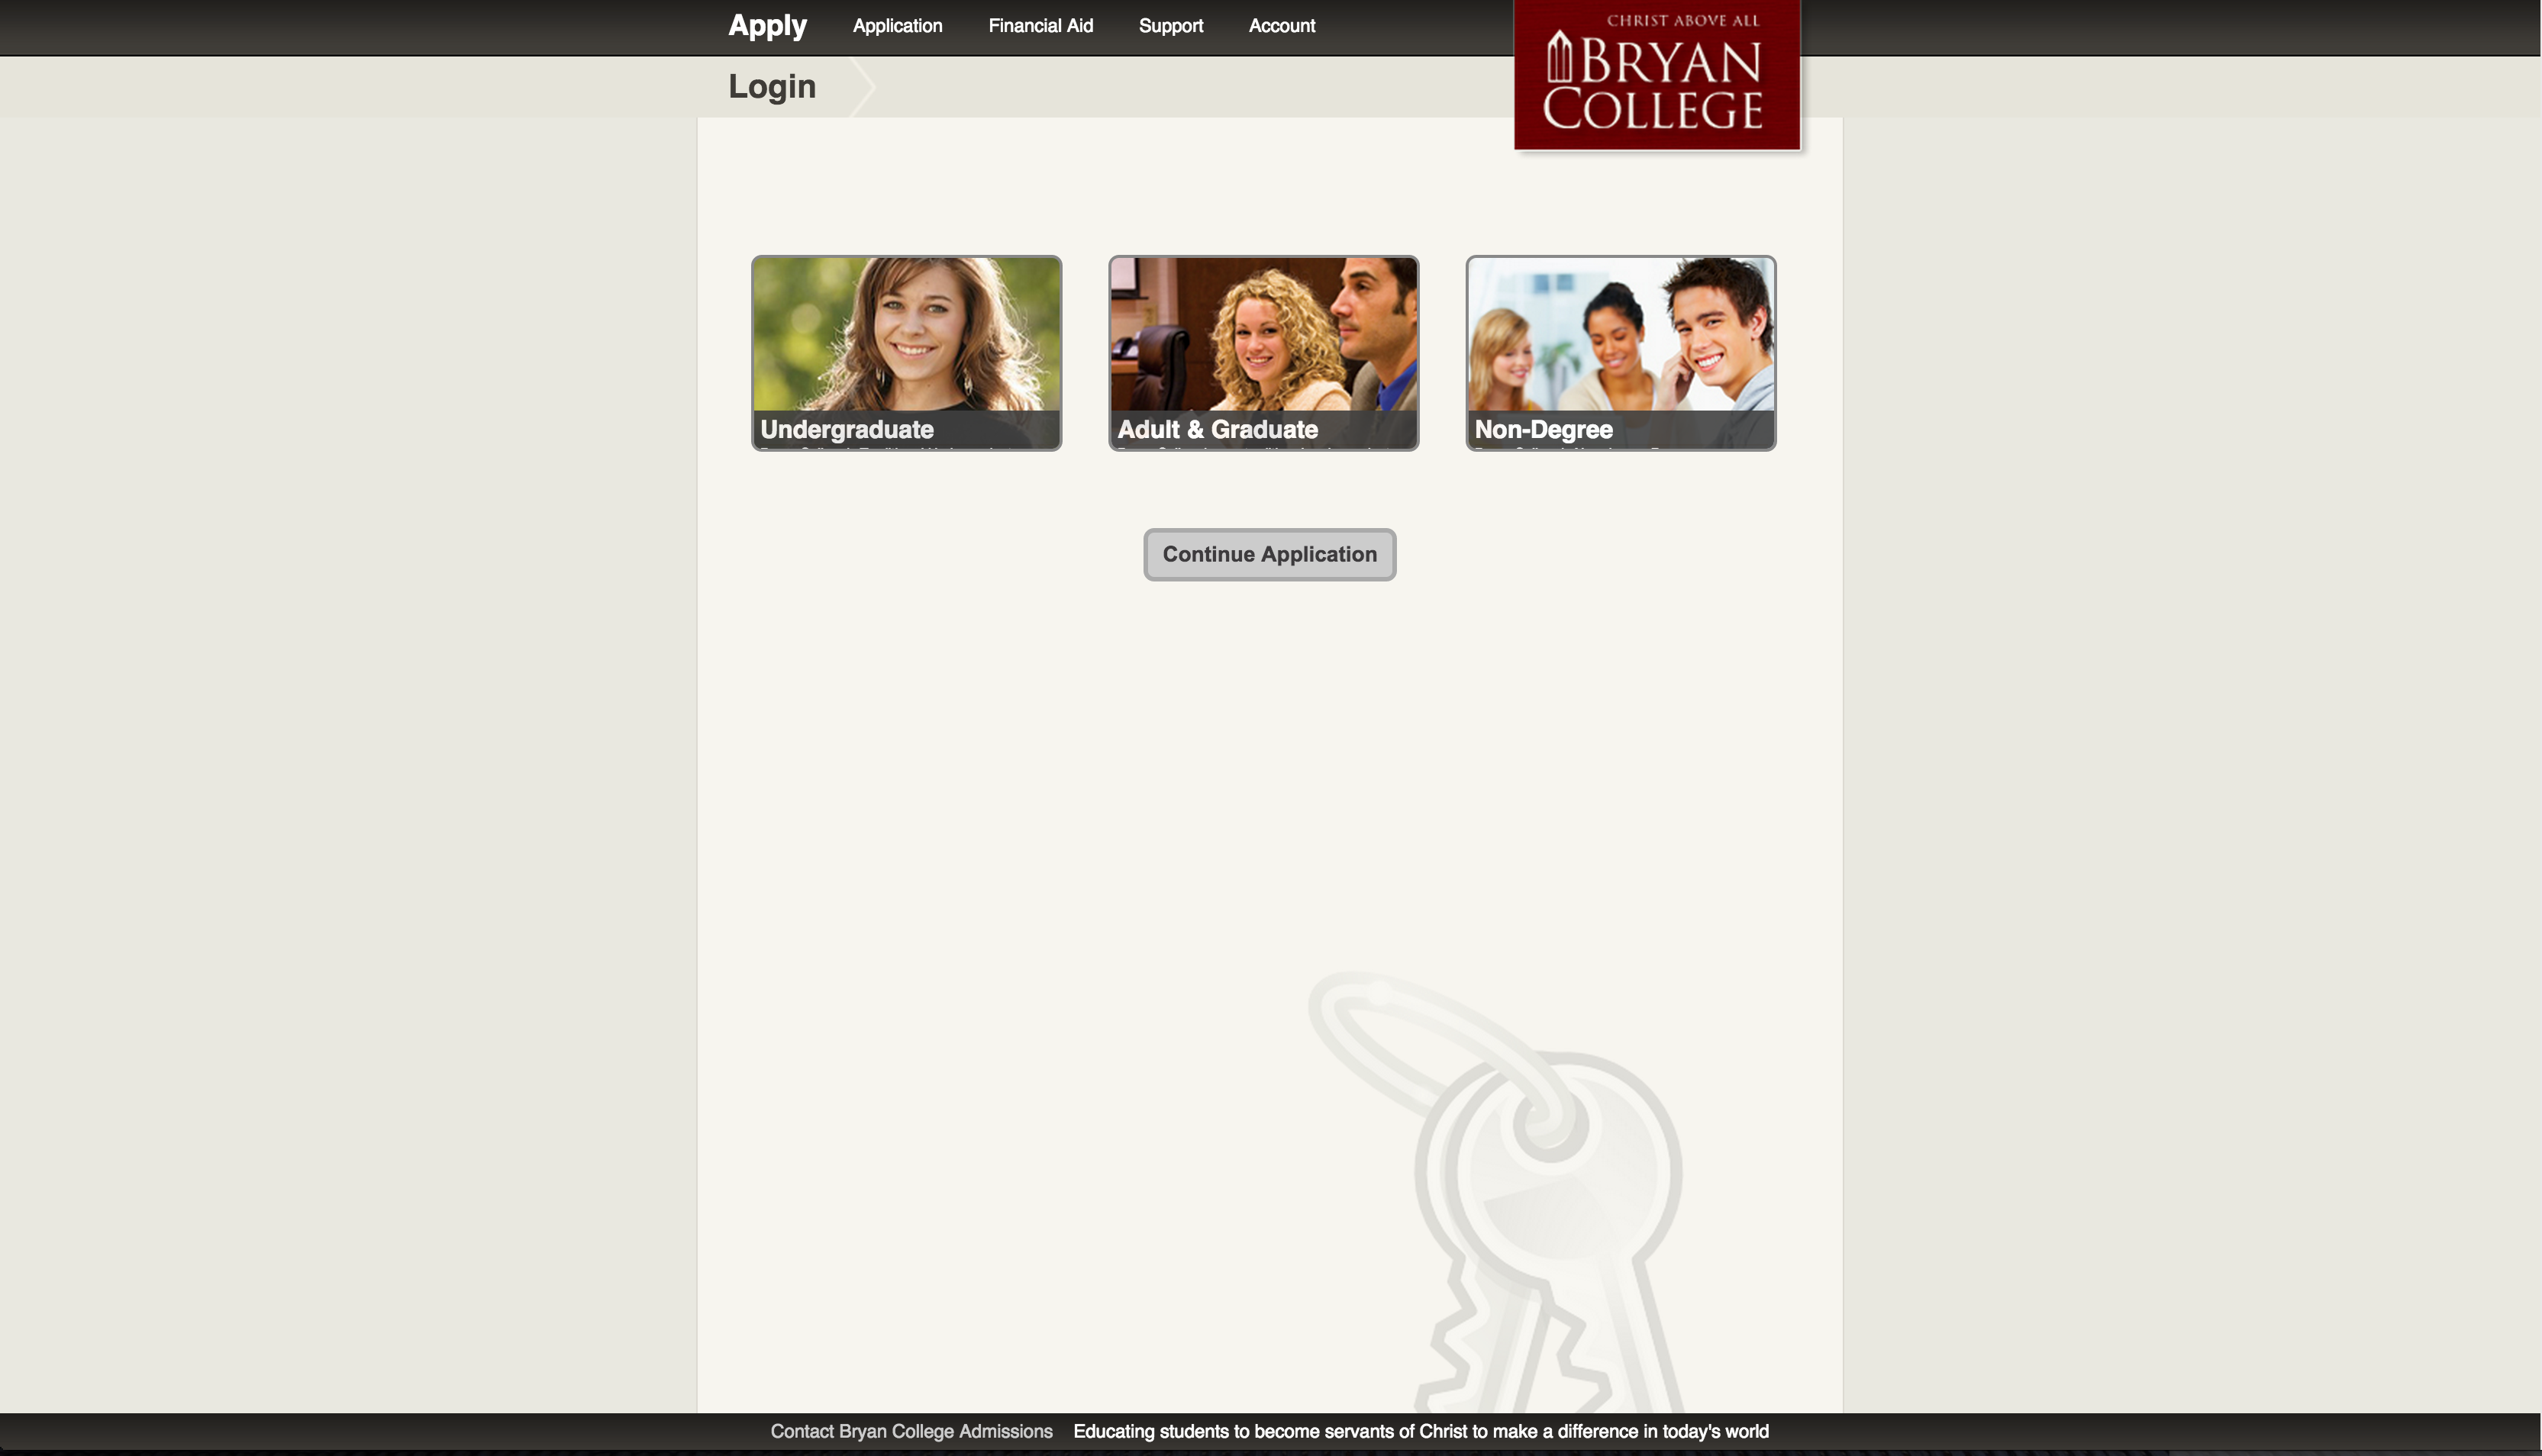 Apply Application Financial Aid Support Account
CHRIST ABOVE ALL
BRYAN
COLLEGE
Login
Undergraduate
Adult & Graduate
Non-Degree
Continue Application
Contact Bryan College Admissions Educating students to become servants of Christ to make a difference in today's world